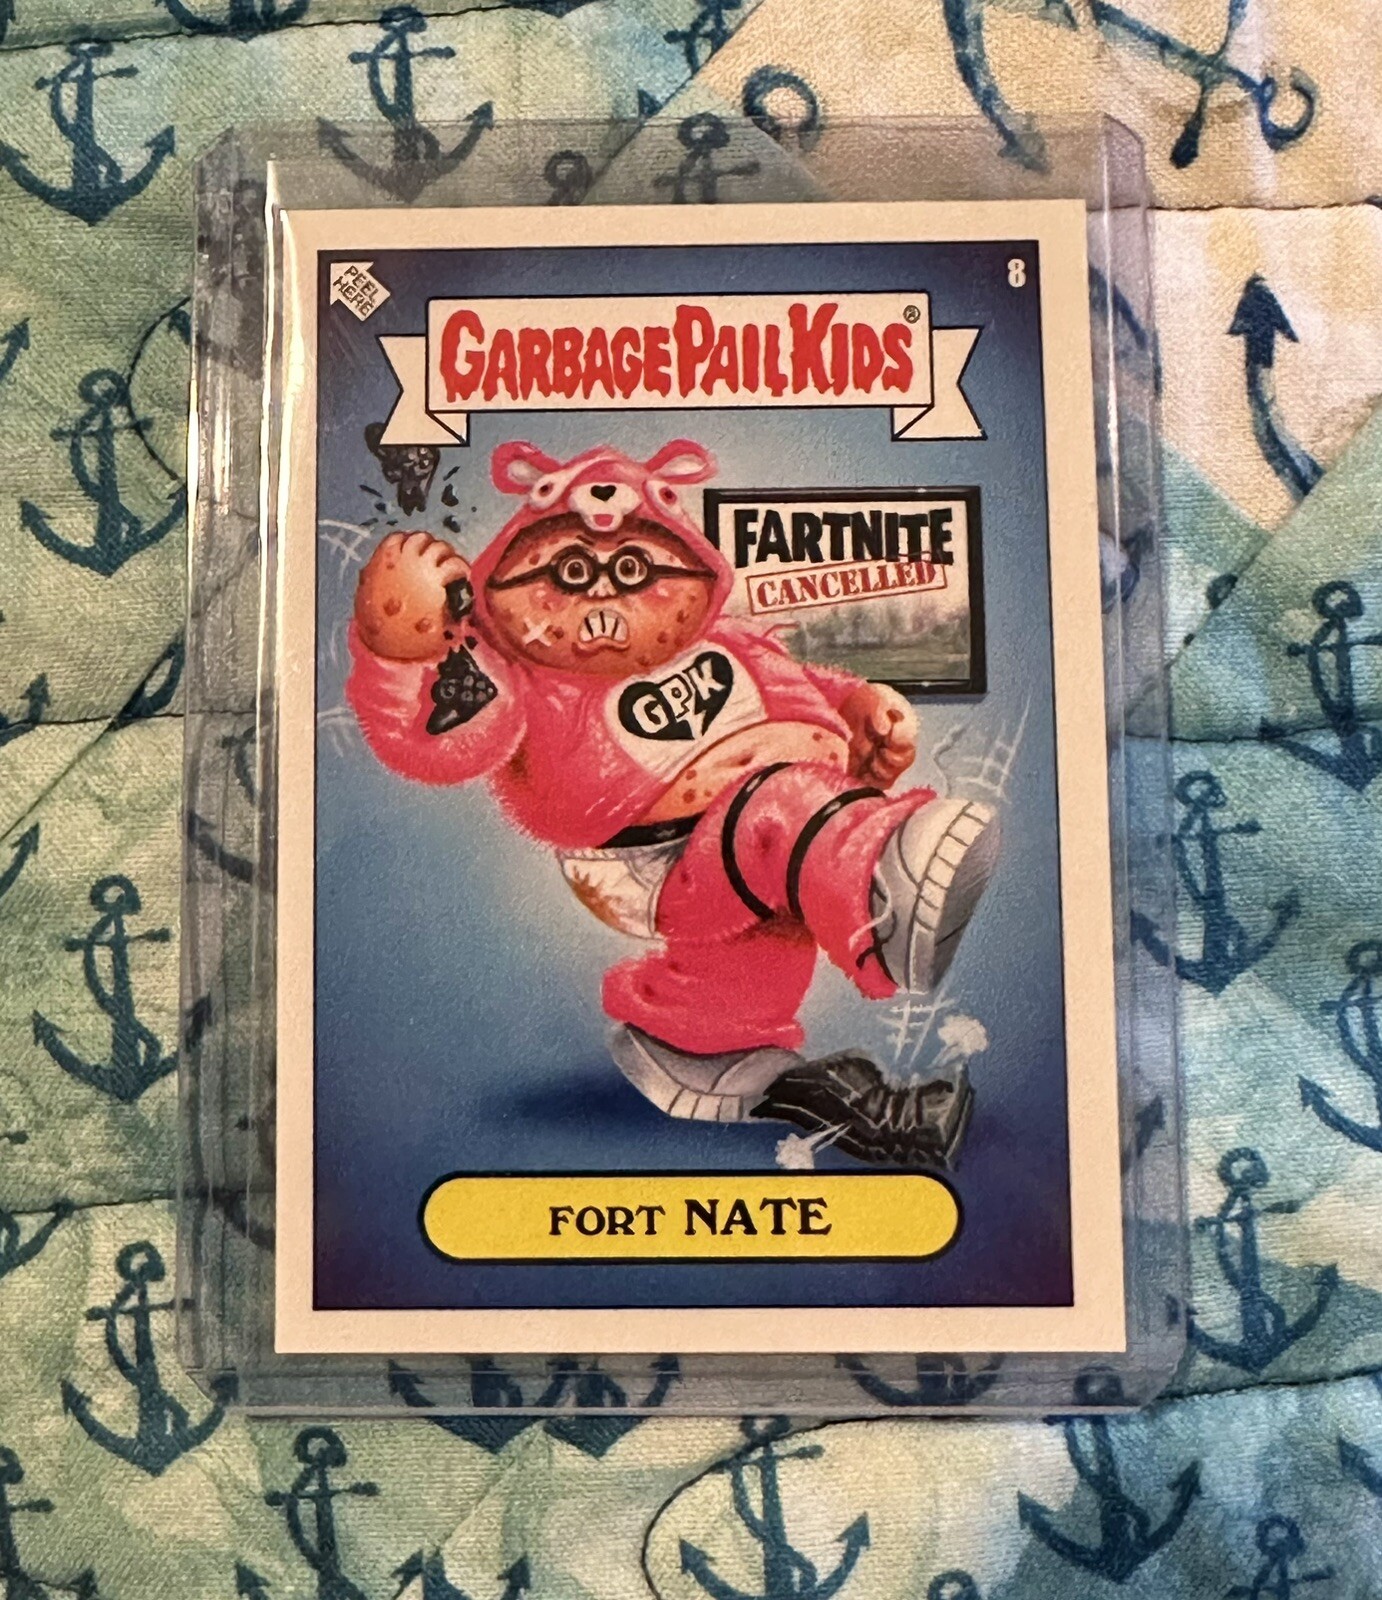 PEEL
HERE
8
GARBAGE PAIL KIDS®
FARTNITE
CANCELLED
GPK
FORT NATE